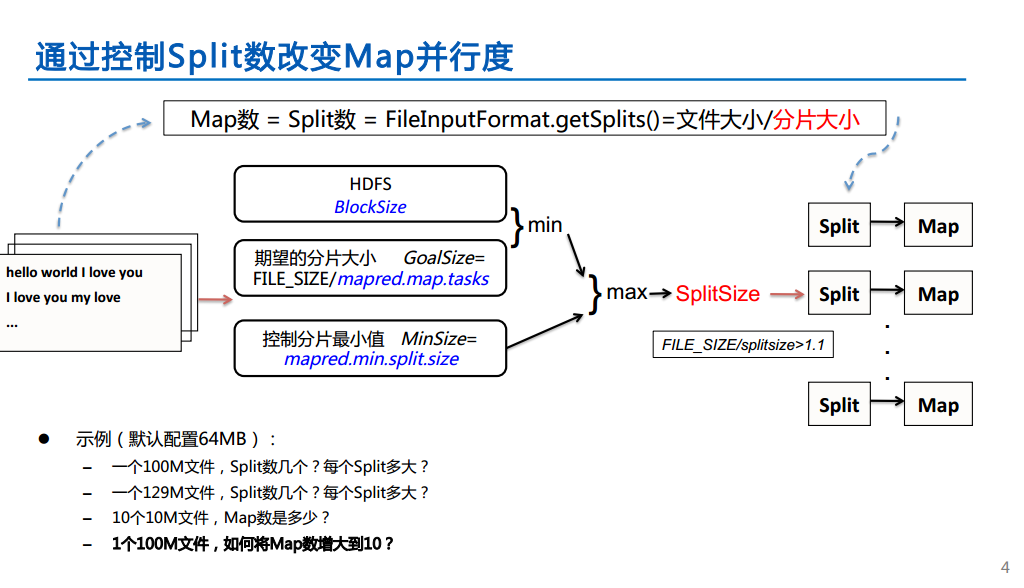 通过控制Split数改变Map并行度
Map数 = Split数 = FileInputFormat.getSplits()=文件大小/分片大小
HDFS
BlockSize
期望的分片大小 GoalSize=
FILE_SIZE/mapred.map.tasks
控制分片最小值 MinSize=
mapred.min.split.size
hello world I love you
I love you my love
...
} min
} max
SplitSize
FILE_SIZE/splitsize>1.1
Split Map
Split Map
.
.
.
Split Map
● 示例（默认配置64MB）：
– 一个100M文件，Split数几个？每个Split多大？
– 一个129M文件，Split数几个？每个Split多大？
– 10个10M文件，Map数是多少？
– 1个100M文件，如何将Map数增大到10？
4